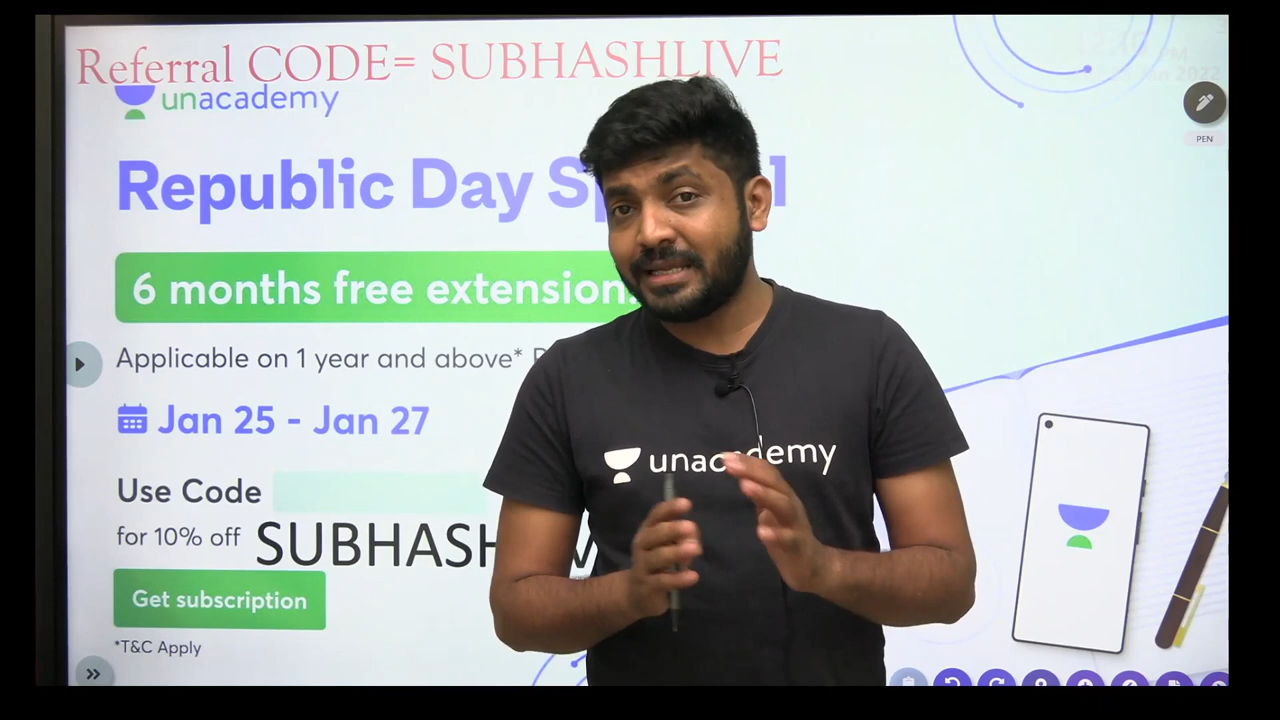 Referral CODE= SUBHASHLIVE
unacademy
Republic Day
6 months free extension.
Applicable on 1 year and above*
Jan 25 - Jan 27
Use Code
for 10% off
SUBHASH
Get subscription
*T&C Apply
unacademy
PEN
2022